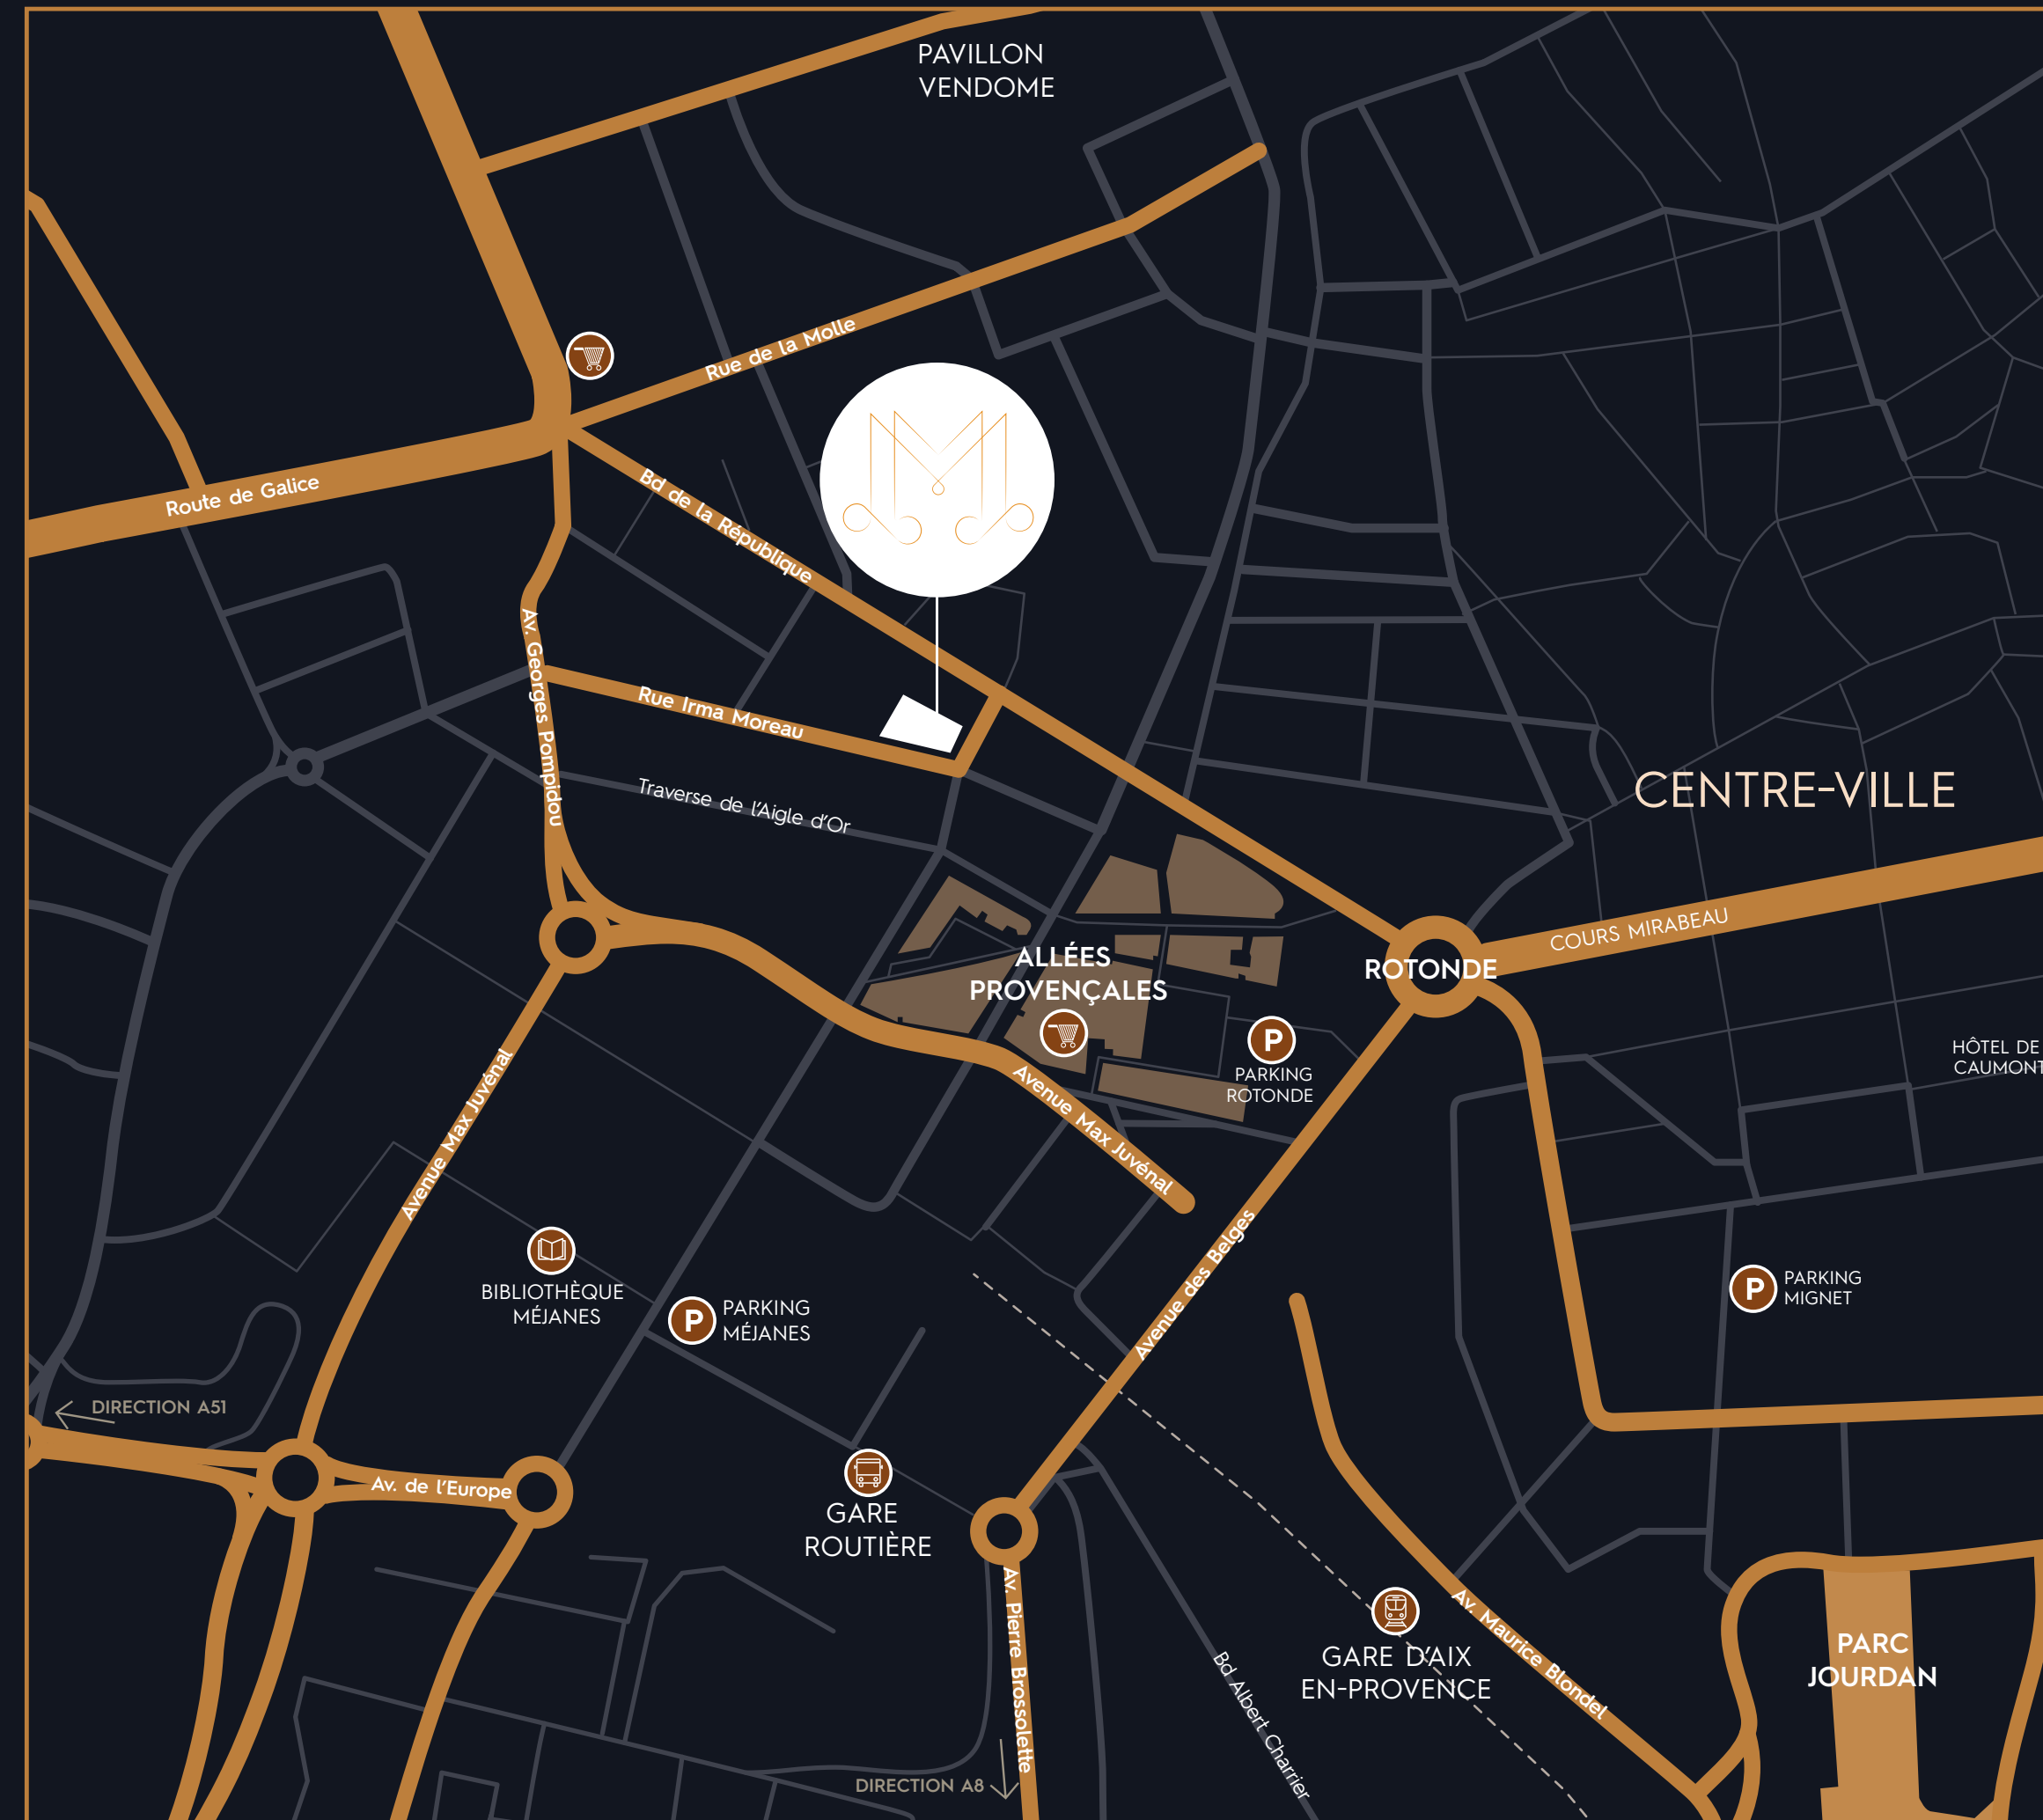 PAVILLON
VENDOME
Rue de la Molle
Route de Galice
Bd de la République
Av. Georges Pompidou
Rue Irma Moreau
Traverse de l'Aigle d'Or
CENTRE-VILLE
COURS MIRABEAU
ALLÉES
PROVENÇALES
ROTONDE
P
PARKING
ROTONDE
HÔTEL DE
CAUMONT
Avenue Max Juvénal
Avenue Max Juvénal
Avenue des Belges
BIBLIOTHÈQUE
MÉJANES
P
PARKING
MÉJANES
P
PARKING
MIGNET
DIRECTION A51
Av. de l'Europe
GARE
ROUTIÈRE
Av. Pierre Brossolette
GARE D'AIX
EN-PROVENCE
Av. Maurice Blondel
PARC
JOURDAN
Bd Albert Charrier
DIRECTION A8